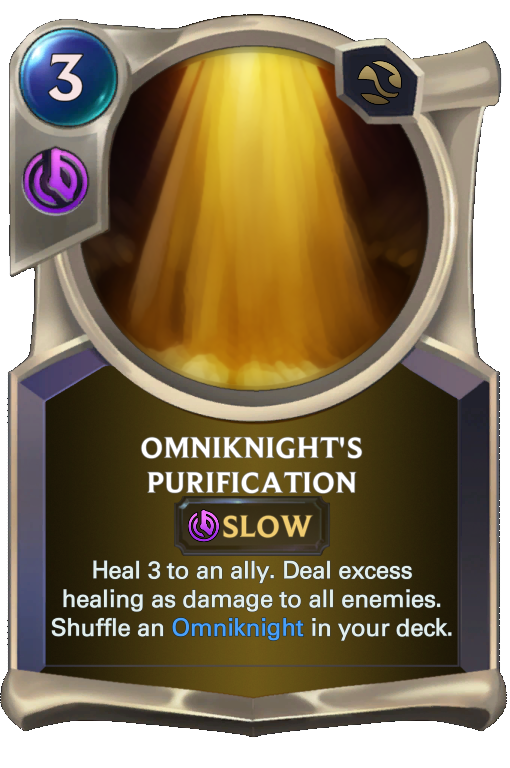 3
OMNIKNIGHT'S
PURIFICATION
SLOW
Heal 3 to an ally. Deal excess
healing as damage to all enemies.
Shuffle an Omniknight in your deck.